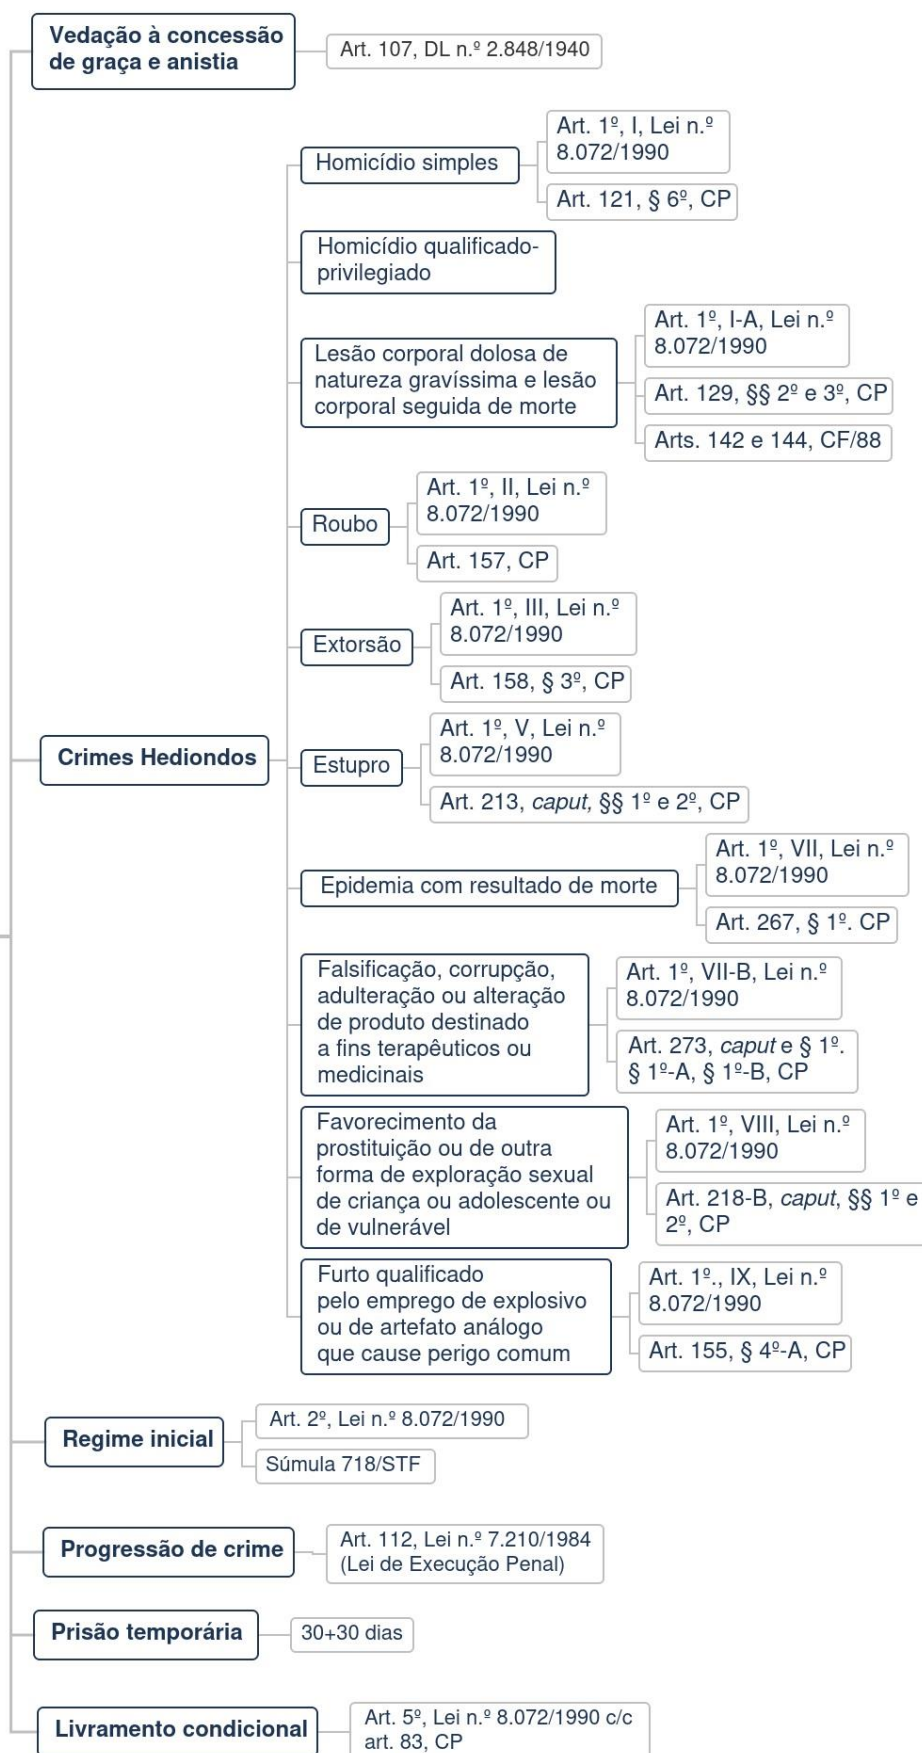 Vedação à concessão
de graça e anistia
Art. 107, DL n.º 2.848/1940
Crimes Hediondos
Homicídio simples
Art. 1º, I, Lei n.º
8.072/1990
Art. 121, § 6º, CP
Homicídio qualificado-
privilegiado
Lesão corporal dolosa de
natureza gravíssima e lesão
corporal seguida de morte
Art. 1º, I-A, Lei n.º
8.072/1990
Art. 129, §§ 2º e 3º, CP
Arts. 142 e 144, CF/88
Roubo
Art. 1º, II, Lei n.º
8.072/1990
Art. 157, CP
Extorsão
Art. 1º, III, Lei n.º
8.072/1990
Art. 158, § 3º, CP
Estupro
Art. 1º, V, Lei n.º
8.072/1990
Art. 213, caput, §§ 1º e 2º, CP
Epidemia com resultado de morte
Art. 1º, VII, Lei n.º
8.072/1990
Art. 267, § 1º. CP
Falsificação, corrupção,
adulteração ou alteração
de produto destinado
a fins terapêuticos ou
medicinais
Art. 1º, VII-B, Lei n.º
8.072/1990
Art. 273, caput e § 1º.
§ 1º-A, § 1º-B, CP
Favorecimento da
prostituição ou de outra
forma de exploração sexual
de criança ou adolescente ou
de vulnerável
Art. 1º, VIII, Lei n.º
8.072/1990
Art. 218-B, caput, §§ 1º e
2º, CP
Furto qualificado
pelo emprego de explosivo
ou de artefato análogo
que cause perigo comum
Art. 1º., IX, Lei n.º
8.072/1990
Art. 155, § 4º-A, CP
Regime inicial
Art. 2º, Lei n.º 8.072/1990
Súmula 718/STF
Progressão de crime
Art. 112, Lei n.º 7.210/1984
(Lei de Execução Penal)
Prisão temporária
30+30 dias
Livramento condicional
Art. 5º, Lei n.º 8.072/1990 c/c
art. 83, CP